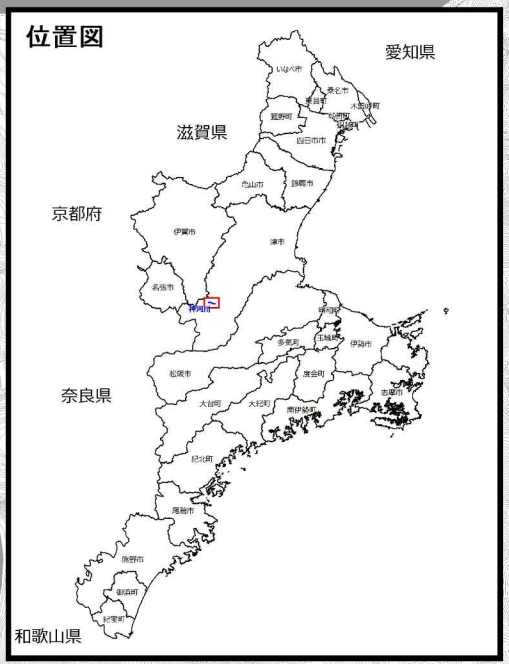 位置図
愛知県
いなべ市
桑名市
東員町
木曽岬町
菰野町
四日市市
滋賀県
亀山市
鈴鹿市
京都府
伊賀市
津市
名張市
神河川
明和町
多気町
玉城町
伊勢市
松阪市
度会町
奈良県
志摩市
大台町
大紀町
南伊勢町
紀北町
尾鷲市
熊野市
御浜町
紀宝町
和歌山県